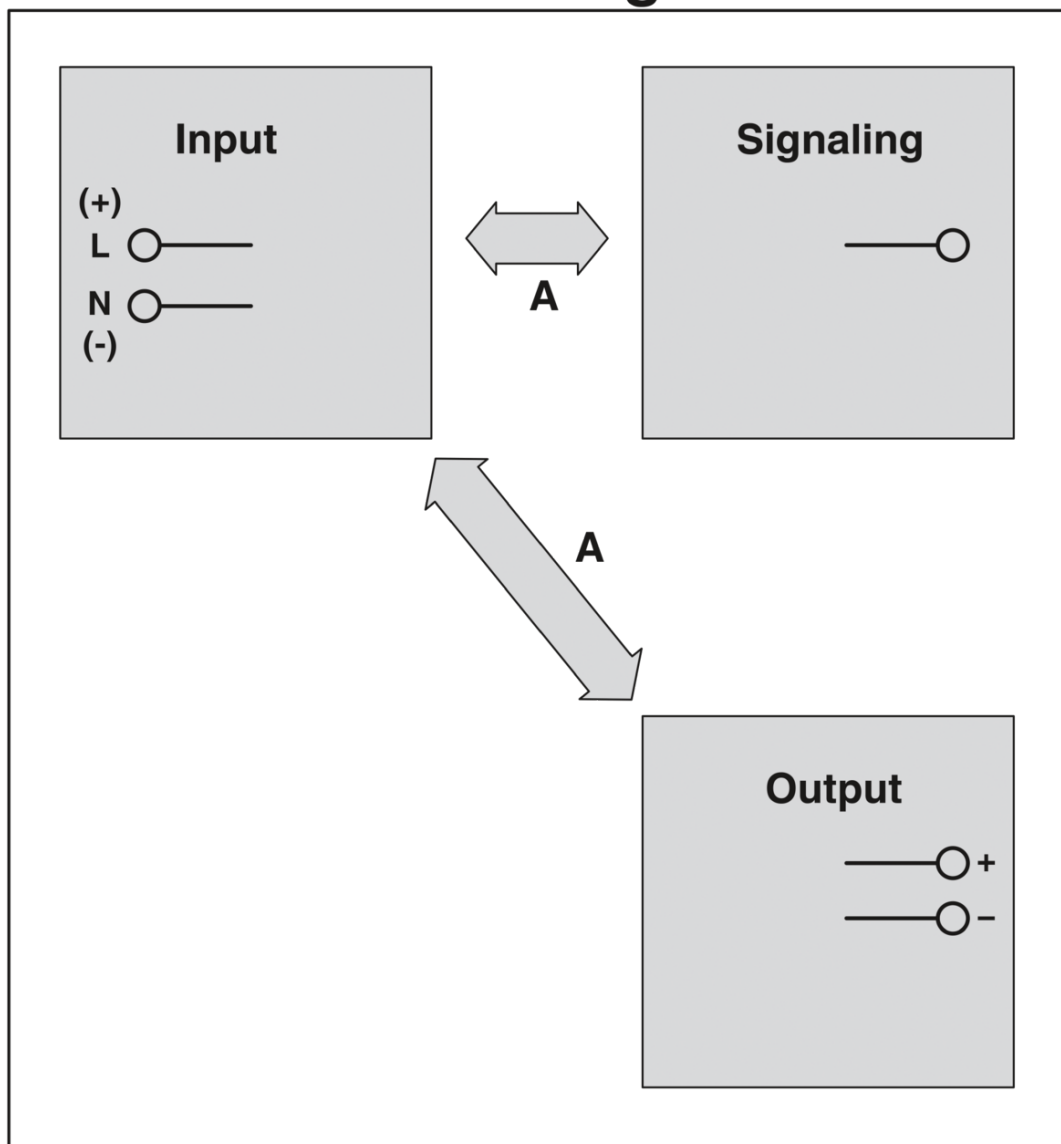 Input
(+)
L
N
(-)
A
Signaling
A
Output
+
–